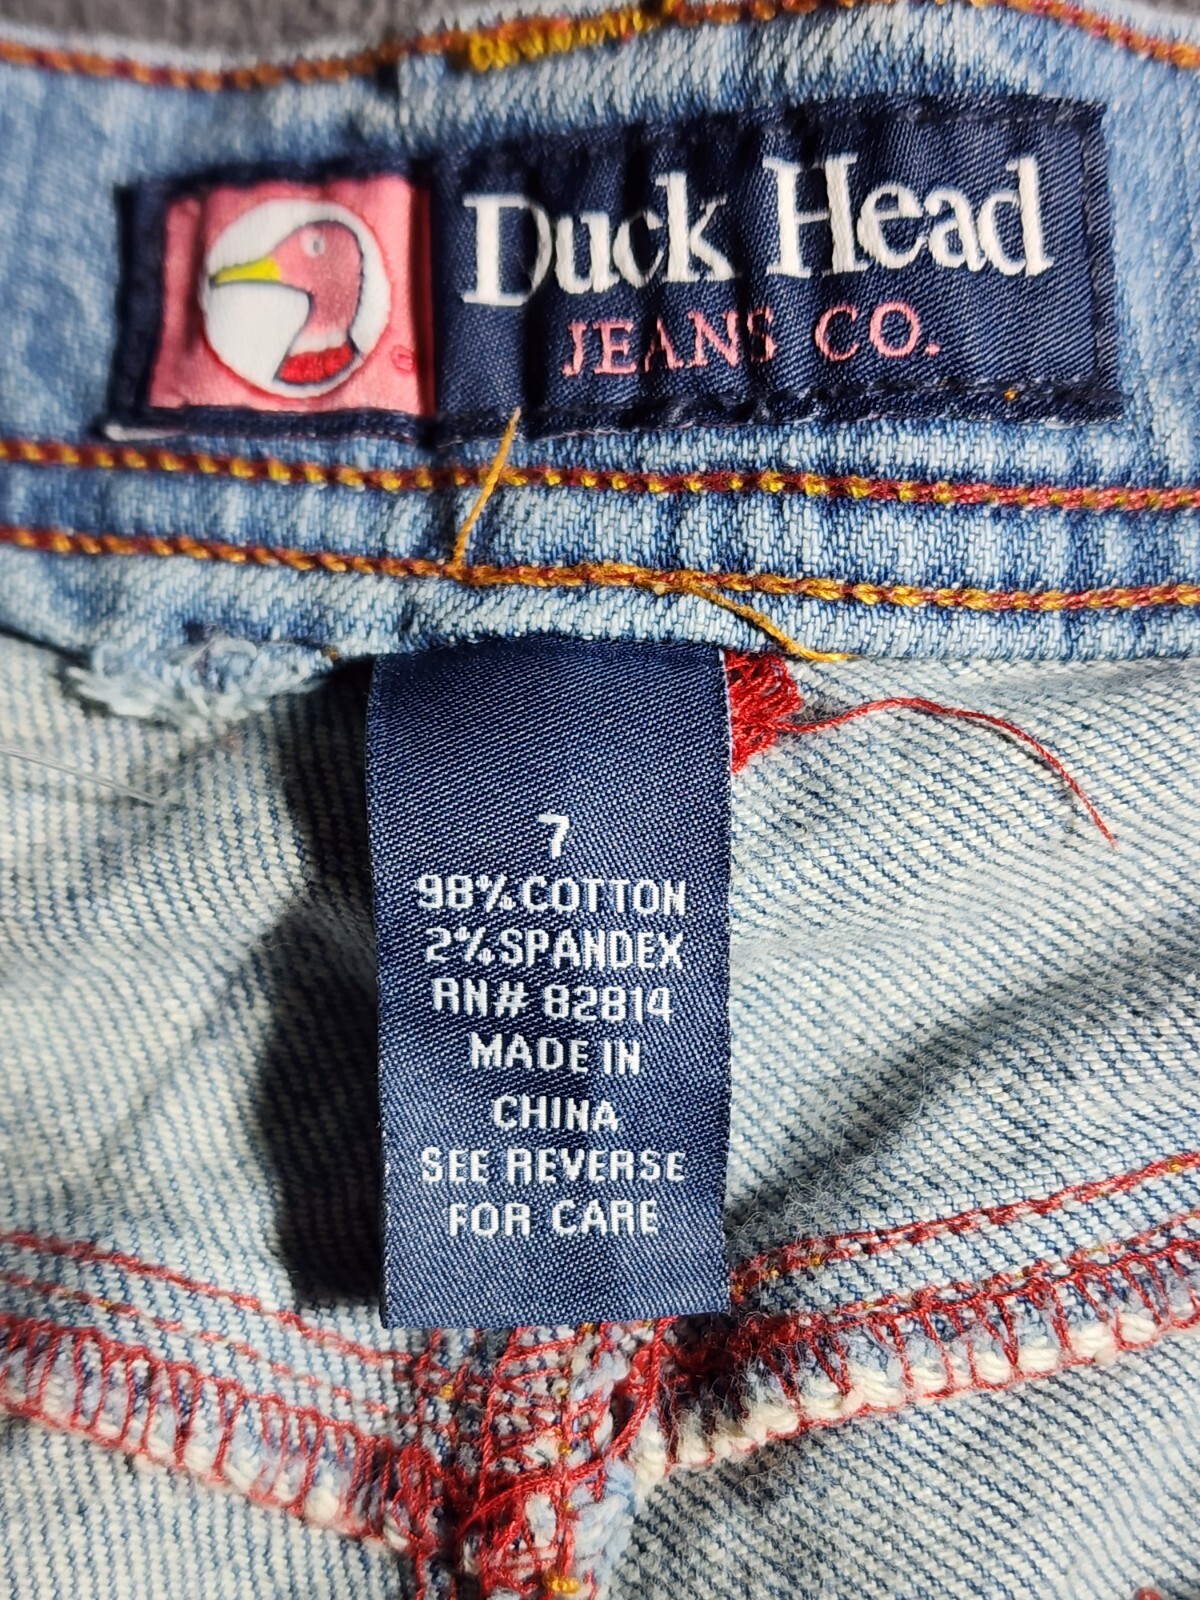 Duck Head
JEANS CO.
7
98% COTTON
2% SPANDEX
RN# 82814
MADE IN
CHINA
SEE REVERSE
FOR CARE